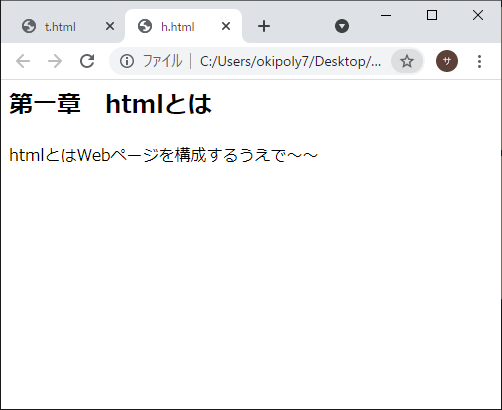 t.html
h.html
ファイル
C:/Users/okipoly7/Desktop/...
サ
第一章　htmlとは
htmlとはWebページを構成するうえで～～